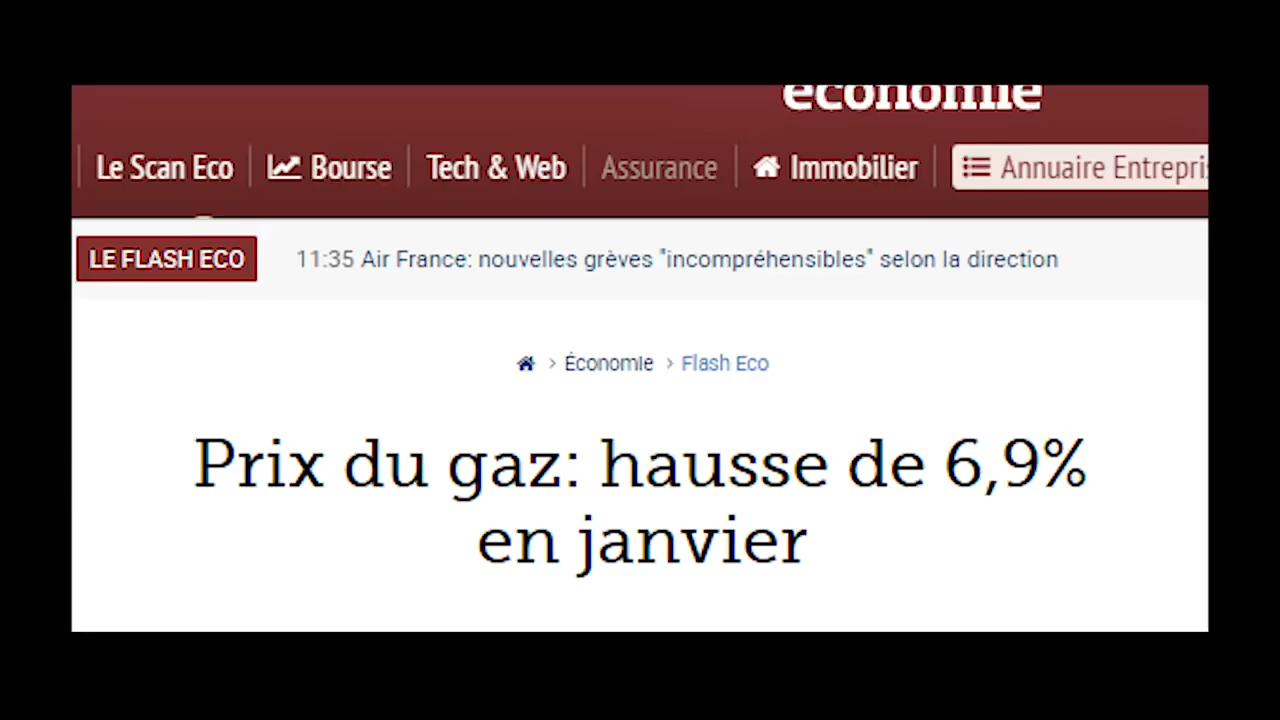 économie
Le Scan Eco Bourse Tech & Web Assurance Immobilier Annuaire
LE FLASH ECO 11:35 Air France: nouvelles grèves "incompréhensibles" selon la direction
> Économie > Flash Eco
Prix du gaz: hausse de 6,9%
en janvier